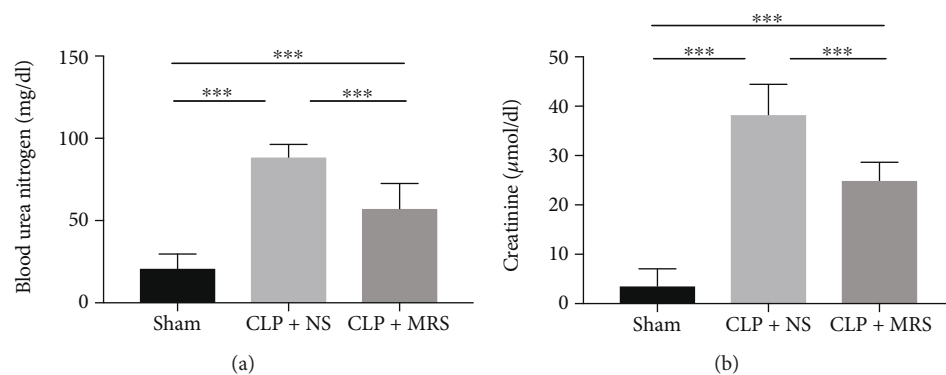 Blood urea nitrogen (mg/dl)
150
100
50
0
***
***
***
Sham
CLP + NS
CLP + MRS
(a)
Creatinine (μmol/dl)
50
40
30
20
10
0
***
***
***
Sham
CLP + NS
CLP + MRS
(b)